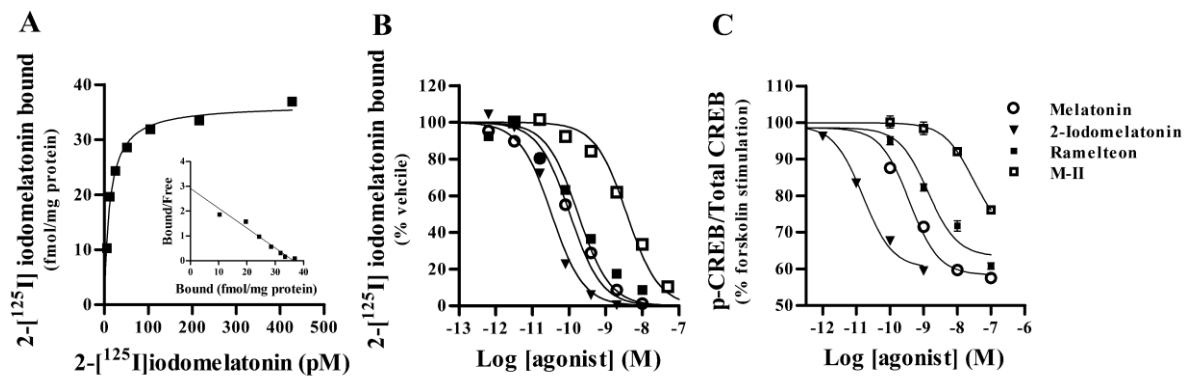 A
2-[125I] iodomelatonin bound
(fmol/mg protein)
40
30
20
10
0
0 100 200 300 400 500
2-[125I]iodomelatonin (pM)
Bound/Free
4
3
2
1
0
0 10 20 30 40
Bound (fmol/mg protein)
B
2-[125I] iodomelatonin bound
(% vehcile)
120
100
80
60
40
20
0
-13 -12 -11 -10 -9 -8 -7
Log [agonist] (M)
C
p-CREB/Total CREB
(% forskolin stimulation)
110
100
90
80
70
60
50
-12 -11 -10 -9 -8 -7 -6
Log [agonist] (M)
Melatonin
2-Iodomelatonin
Ramelteon
M-II